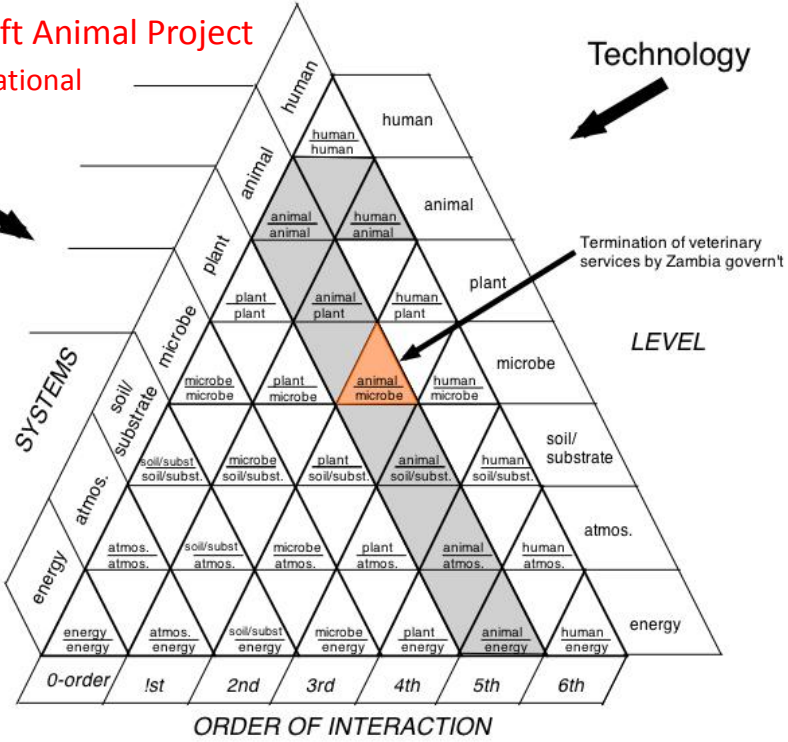 ft Animal Project
ational
Technology
human
human
human
human
animal
animal
animal
animal
human
animal
Termination of veterinary
services by Zambia govern't
plant
plant
plant
plant
animal
plant
human
plant
LEVEL
microbe
microbe
microbe
microbe
plant
microbe
animal
microbe
human
microbe
SYSTEMS
soil/
substrate
soil/
substrate
soil/subst
soil/subst.
microbe
soil/subst.
plant
soil/subst.
animal
soil/subst.
human
soil/subst.
atmos.
atmos.
atmos.
atmos.
soil/subst
atmos.
microbe
atmos.
plant
atmos.
animal
atmos.
human
atmos.
energy
energy
energy
energy
atmos.
energy
soil/subst
energy
microbe
energy
plant
energy
animal
energy
human
energy
0-order
!st
2nd
3rd
4th
5th
6th
ORDER OF INTERACTION